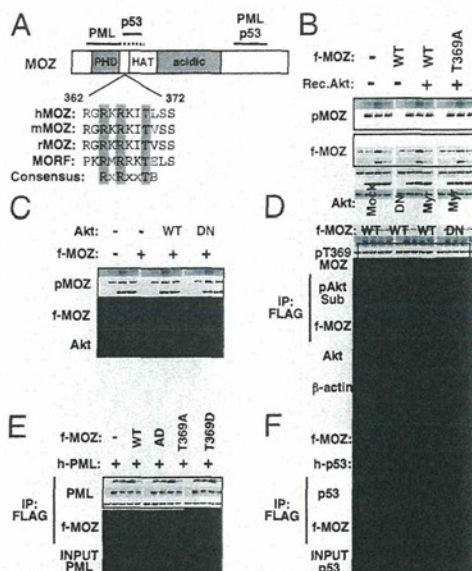 A
PML
p53
PML
p53
MOZ
PHD
HAT
acidic
362
372
hMOZ: RGRKRKITLSS
mMOZ: RGRKRKITLSS
rMOZ: RGRKRKITLSS
MORF: PKRMRRKTELS
Consensus: RxRxxTB
B
f-MOZ: - WT WT T369A
Rec.Akt: - - + +
pMOZ
f-MOZ
C
Akt: WT DN
f-MOZ: - + + +
pMOZ
f-MOZ
Akt
D
Akt: Mock DN Myr Myr
f-MOZ: WT WT WT DN
pT369
MOZ
pAkt
Sub
IP:
FLAG
f-MOZ
Akt
β-actin
E
f-MOZ: - WT AD T369A T369D
h-PML: + + + + +
IP:
FLAG
PML
f-MOZ
INPUT
PML
F
f-MOZ:
h-p53:
IP:
FLAG
p53
f-MOZ
INPUT
p53